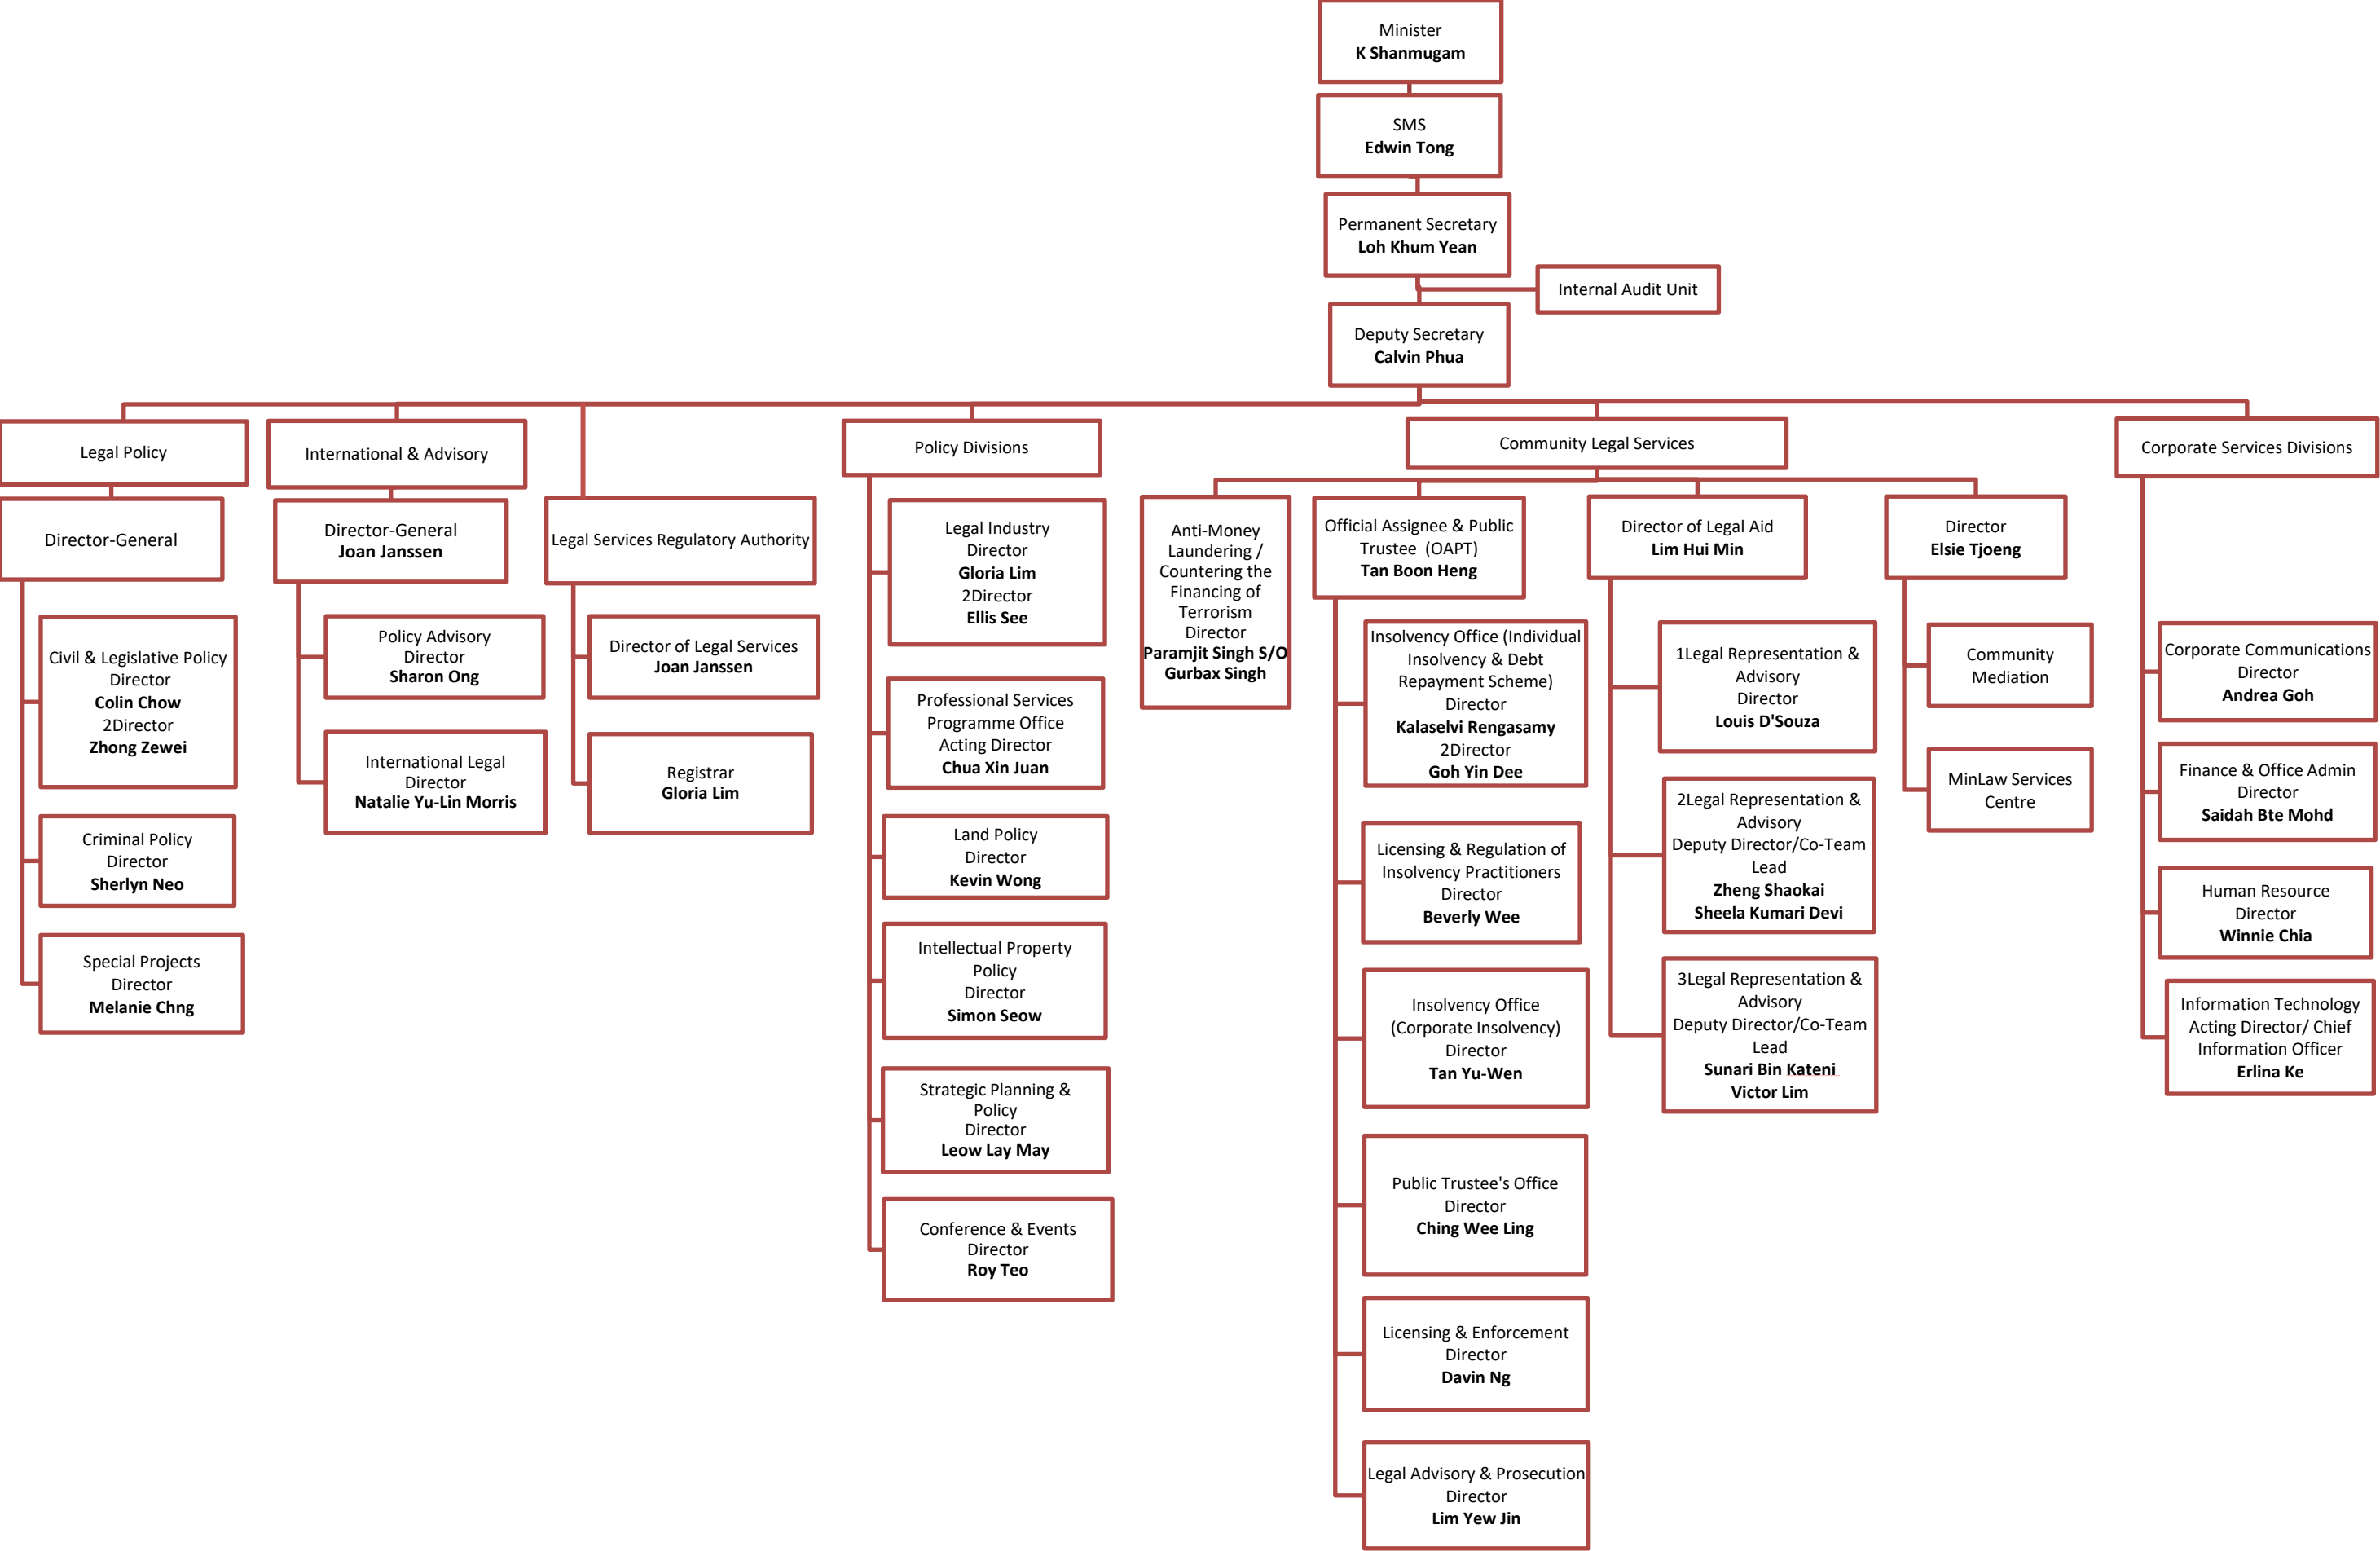 Minister
K Shanmugam
SMS
Edwin Tong
Permanent Secretary
Loh Khum Yean
Internal Audit Unit
Deputy Secretary
Calvin Phua
Legal Policy
Director-General
Civil & Legislative Policy
Director
Colin Chow
2Director
Zhong Zewei
Criminal Policy
Director
Sherlyn Neo
Special Projects
Director
Melanie Chng
International & Advisory
Director-General
Joan Janssen
Policy Advisory
Director
Sharon Ong
International Legal
Director
Natalie Yu-Lin Morris
Legal Services Regulatory Authority
Director of Legal Services
Joan Janssen
Registrar
Gloria Lim
Policy Divisions
Legal Industry
Director
Gloria Lim
2Director
Ellis See
Professional Services
Programme Office
Acting Director
Chua Xin Juan
Land Policy
Director
Kevin Wong
Intellectual Property
Policy
Director
Simon Seow
Strategic Planning &
Policy
Director
Leow Lay May
Conference & Events
Director
Roy Teo
Community Legal Services
Anti-Money
Laundering /
Countering the
Financing of
Terrorism
Director
Paramjit Singh S/O
Gurbax Singh
Official Assignee & Public
Trustee (OAPT)
Tan Boon Heng
Insolvency Office (Individual
Insolvency & Debt
Repayment Scheme)
Director
Kalaselvi Rengasamy
2Director
Goh Yin Dee
Licensing & Regulation of
Insolvency Practitioners
Director
Beverly Wee
Insolvency Office
(Corporate Insolvency)
Director
Tan Yu-Wen
Public Trustee's Office
Director
Ching Wee Ling
Licensing & Enforcement
Director
Davin Ng
Legal Advisory & Prosecution
Director
Lim Yew Jin
Director of Legal Aid
Lim Hui Min
1Legal Representation &
Advisory
Director
Louis D'Souza
2Legal Representation &
Advisory
Deputy Director/Co-Team
Lead
Zheng Shaokai
Sheela Kumari Devi
3Legal Representation &
Advisory
Deputy Director/Co-Team
Lead
Sunari Bin Kateni
Victor Lim
Director
Elsie Tjoeng
Community
Mediation
MinLaw Services
Centre
Corporate Services Divisions
Corporate Communications
Director
Andrea Goh
Finance & Office Admin
Director
Saidah Bte Mohd
Human Resource
Director
Winnie Chia
Information Technology
Acting Director/ Chief
Information Officer
Erlina Ke